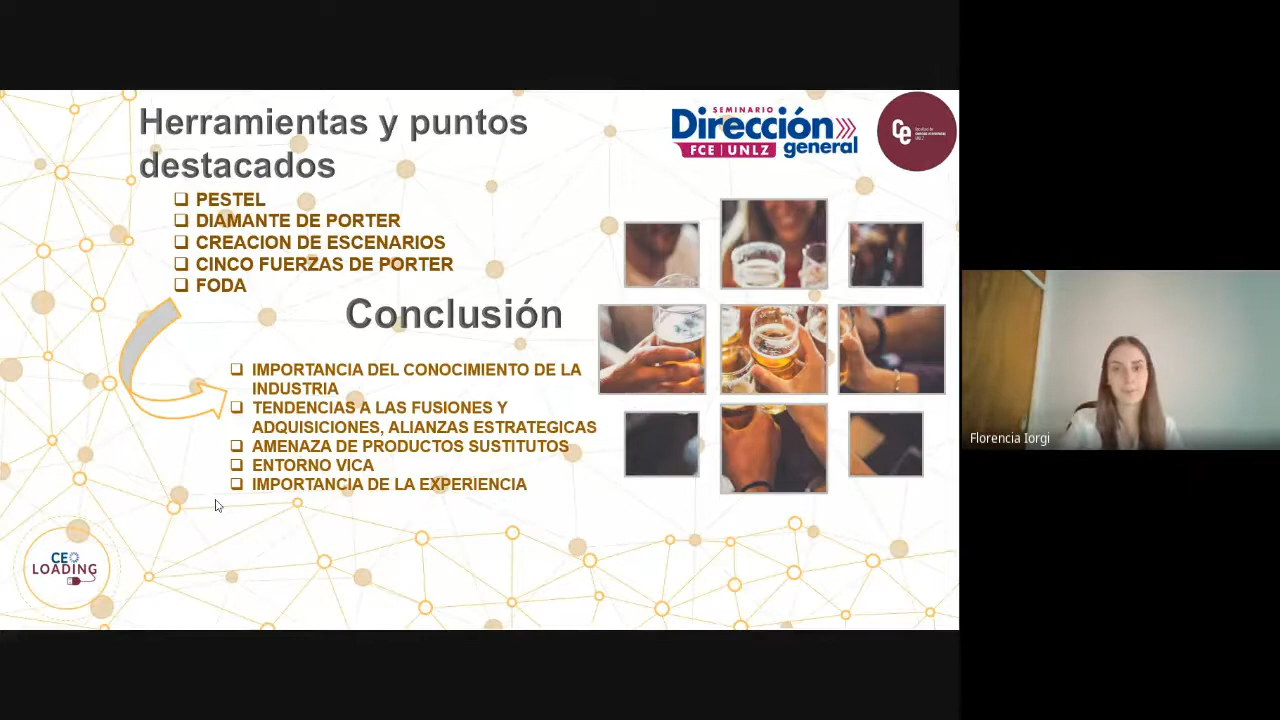 Herramientas y puntos
destacados
PESTEL
DIAMANTE DE PORTER
CREACION DE ESCENARIOS
CINCO FUERZAS DE PORTER
FODA
Conclusión
IMPORTANCIA DEL CONOCIMIENTO DE LA
INDUSTRIA
TENDENCIAS A LAS FUSIONES Y
ADQUISICIONES, ALIANZAS ESTRATEGICAS
AMENAZA DE PRODUCTOS SUSTITUTOS
ENTORNO VICA
IMPORTANCIA DE LA EXPERIENCIA
SEMINARIO
Dirección
general
FCE | UNLZ
Ce
CEO
LOADING
Florencia Iorgi